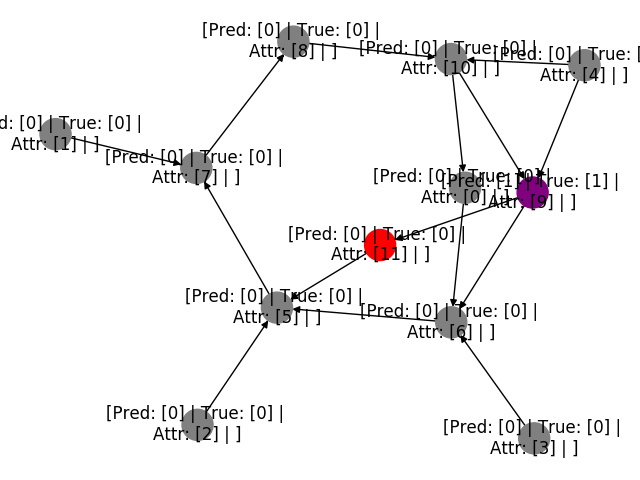 [Pred: [0] | True: [0] |
Attr: [8] | ]
[Pred: [0] | True: [0] |
Attr: [10] | ]
[Pred: [0] | True: [
Attr: [4] | ]
d: [0] | True: [0] |
Attr: [1] | ]
[Pred: [0] | True: [0] |
Attr: [7] | ]
[Pred: [0] | True: [0] |
Attr: [0] | ]
[Pred: [1] | True: [1] |
Attr: [9] | ]
[Pred: [0] | True: [0] |
Attr: [11] | ]
[Pred: [0] | True: [0] |
Attr: [5] | ]
[Pred: [0] | True: [0] |
Attr: [6] | ]
[Pred: [0] | True: [0] |
Attr: [2] | ]
[Pred: [0] | True: [0] |
Attr: [3] | ]